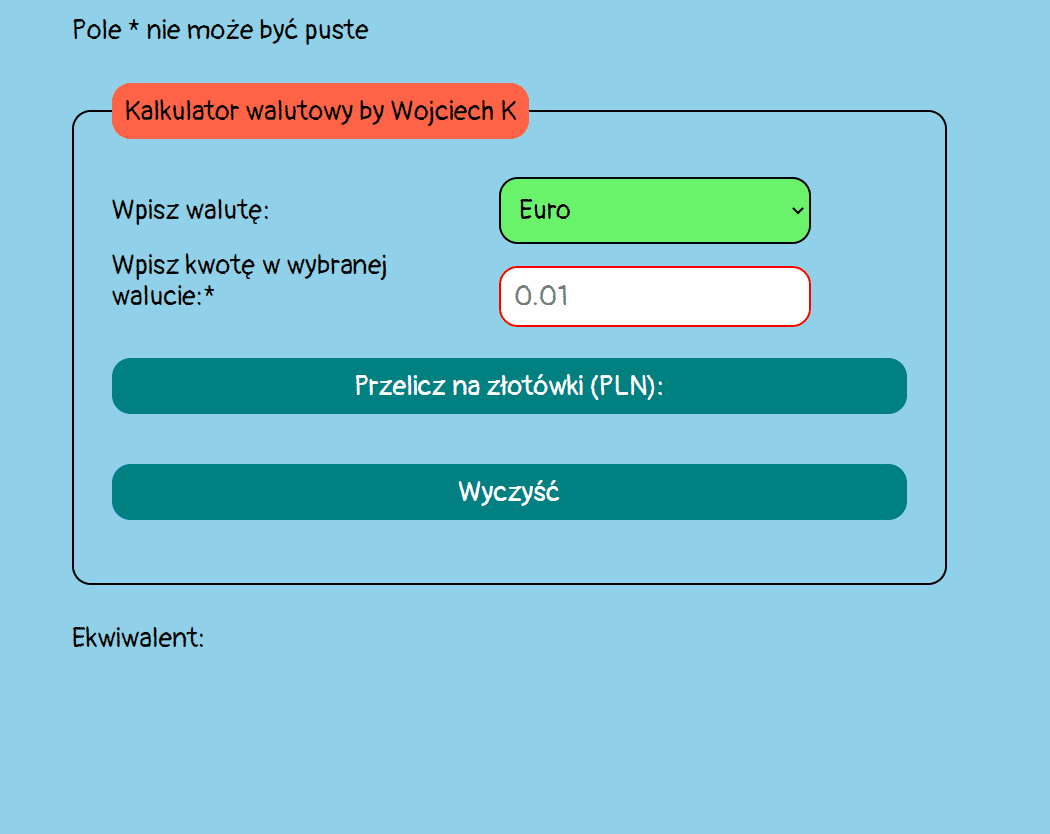 Pole * nie może być puste
Kalkulator walutowy by Wojciech K
Wpisz walutę:
Euro
Wpisz kwotę w wybranej
walucie:*
0.01
Przelicz na złotówki (PLN):
Wyczyść
Ekwiwalent: